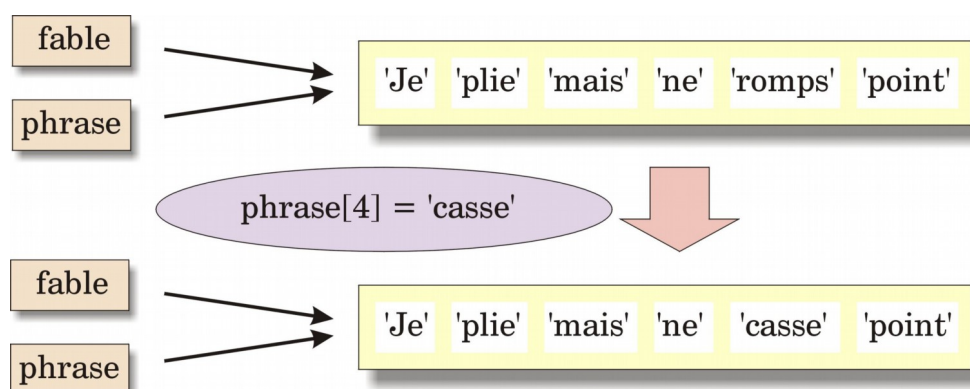 fable
'Je' 'plie' 'mais' 'ne' 'romps' 'point'
phrase
phrase[4] = 'casse'
fable
'Je' 'plie' 'mais' 'ne' 'casse' 'point'
phrase